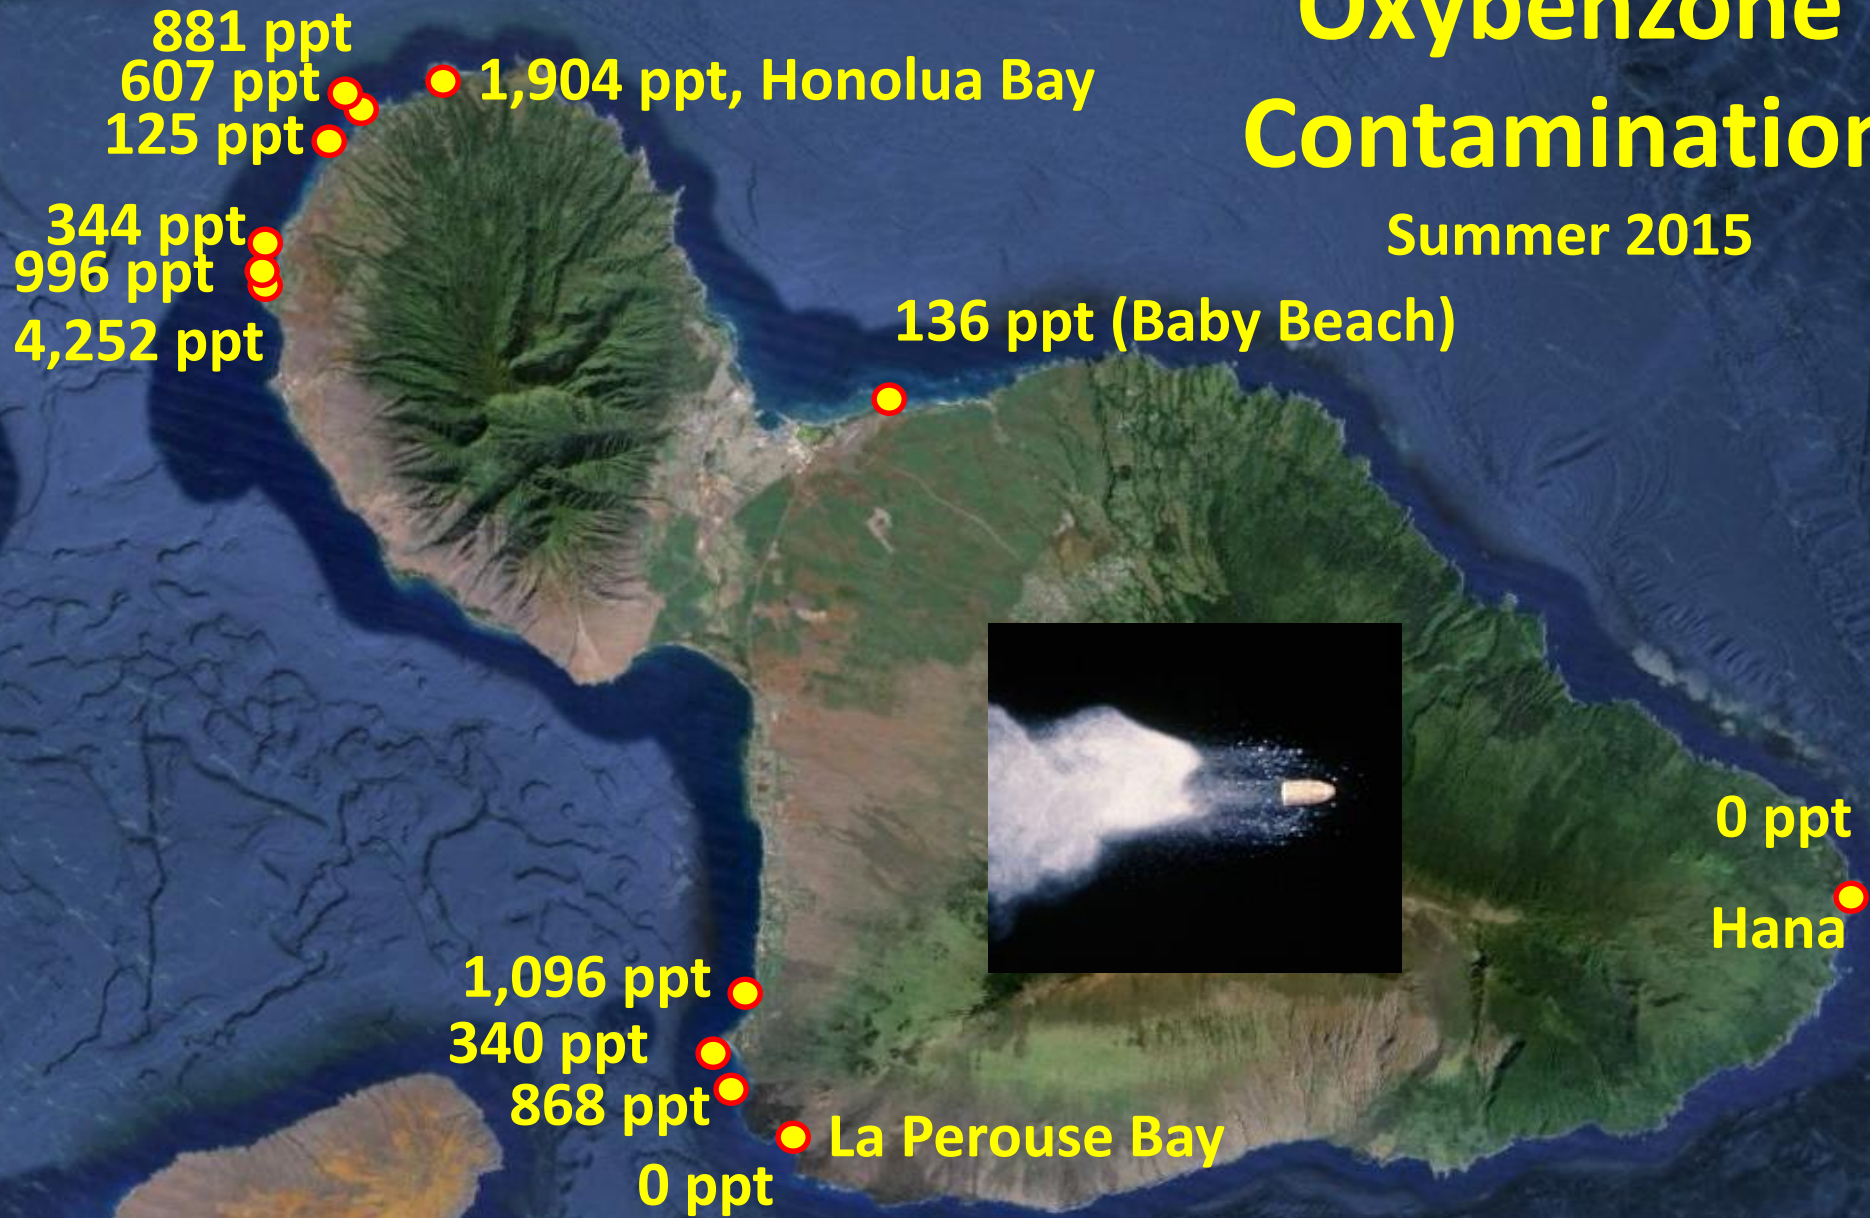 Oxybenzone
Contamination
Summer 2015
881 ppt
607 ppt
125 ppt
1,904 ppt, Honolua Bay
344 ppt
996 ppt
4,252 ppt
136 ppt (Baby Beach)
0 ppt
Hana
1,096 ppt
340 ppt
868 ppt
La Perouse Bay
0 ppt